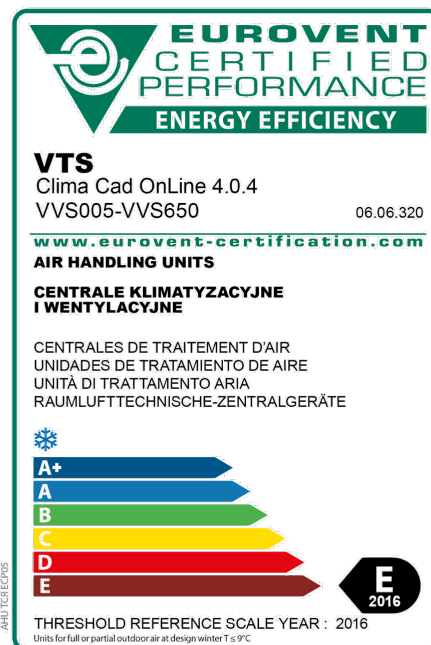 EUROVENT
CERTIFIED
PERFORMANCE
ENERGY EFFICIENCY
VTS
Clima Cad OnLine 4.0.4
VVS005-VVS650 06.06.320
www.eurovent-certification.com
AIR HANDLING UNITS
CENTRALE KLIMATYZACYJNE
I WENTYLACYJNE
CENTRALES DE TRAITEMENT D'AIR
UNIDADES DE TRATAMIENTO DE AIRE
UNITÀ DI TRATTAMENTO ARIA
RAUMLUFTTECHNISCHE-ZENTRALGERÄTE
A+
A
B
C
D
E
E
2016
THRESHOLD REFERENCE SCALE YEAR : 2016
Units for full or partial outdoor air at design winter T ≤ 9°C
AHU TCR ECP05